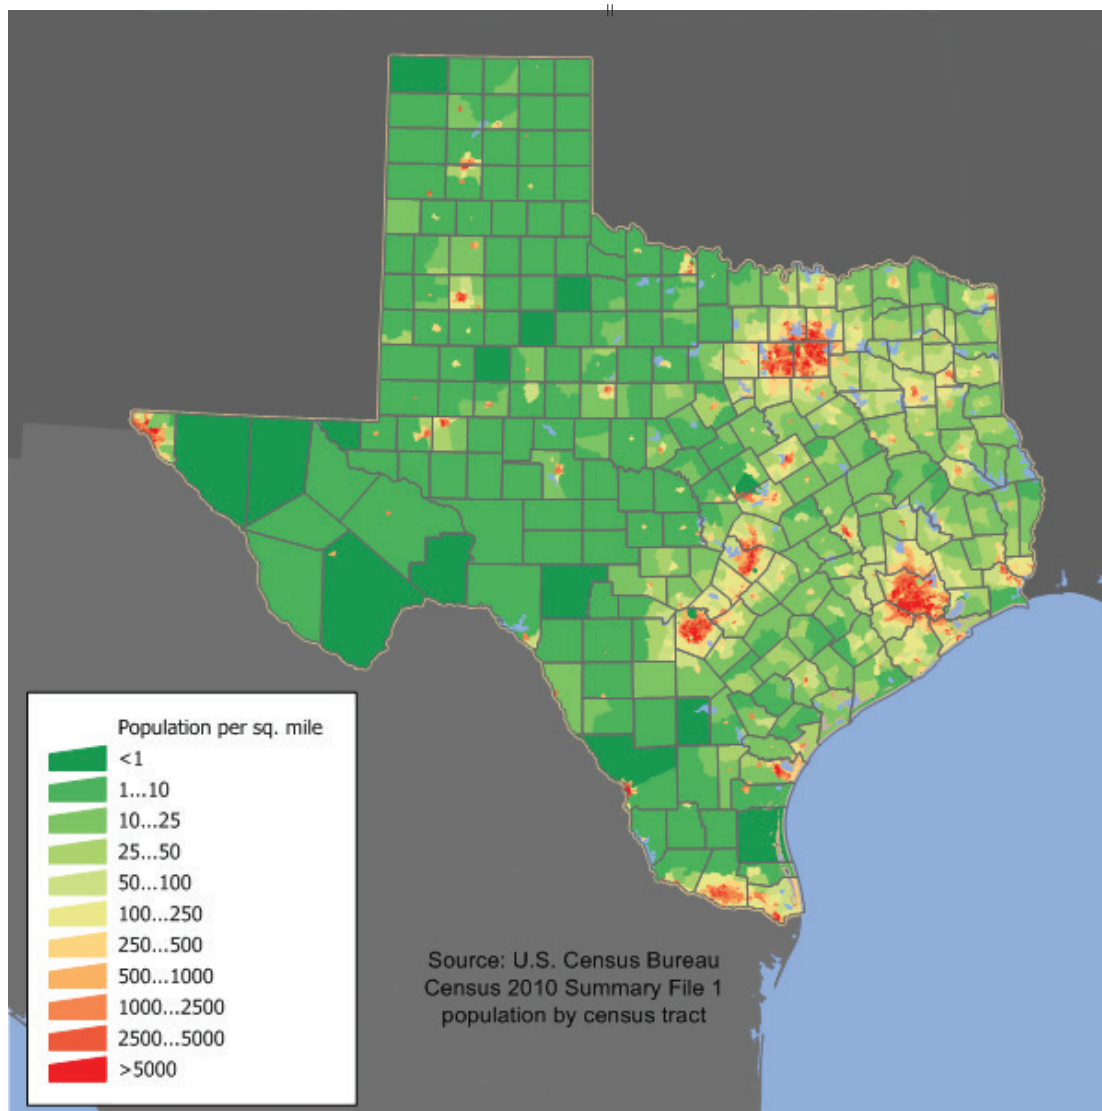 Population per sq. mile
<1
1...10
10...25
25...50
50...100
100...250
250...500
500...1000
1000...2500
2500...5000
>5000
Source: U.S. Census Bureau
Census 2010 Summary File 1
population by census tract